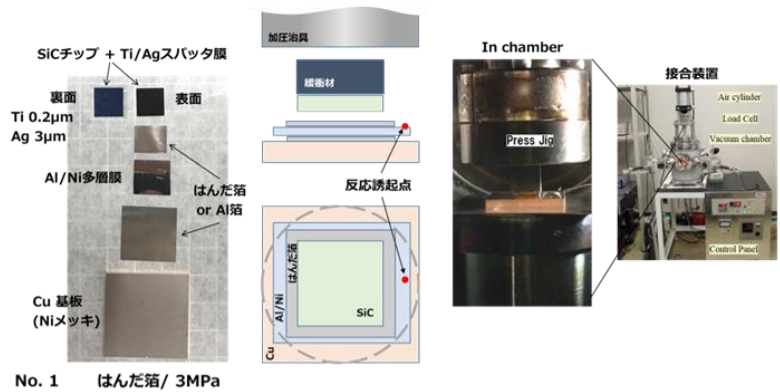 SiCチップ + Ti/Agスパッタ膜
裏面
表面
Ti 0.2μm
Ag 3μm
Al/Ni多層膜
はんだ箔
or Al箔
Cu 基板
(Niメッキ)
No. 1 はんだ箔/ 3MPa
加圧治具
緩衝材
反応誘起点
はんだ箔
Al/Ni
SiC
Cu
In chamber
Press Jig
接合装置
Air cylinder
Load Cell
Vacuum chamber
Control Panel